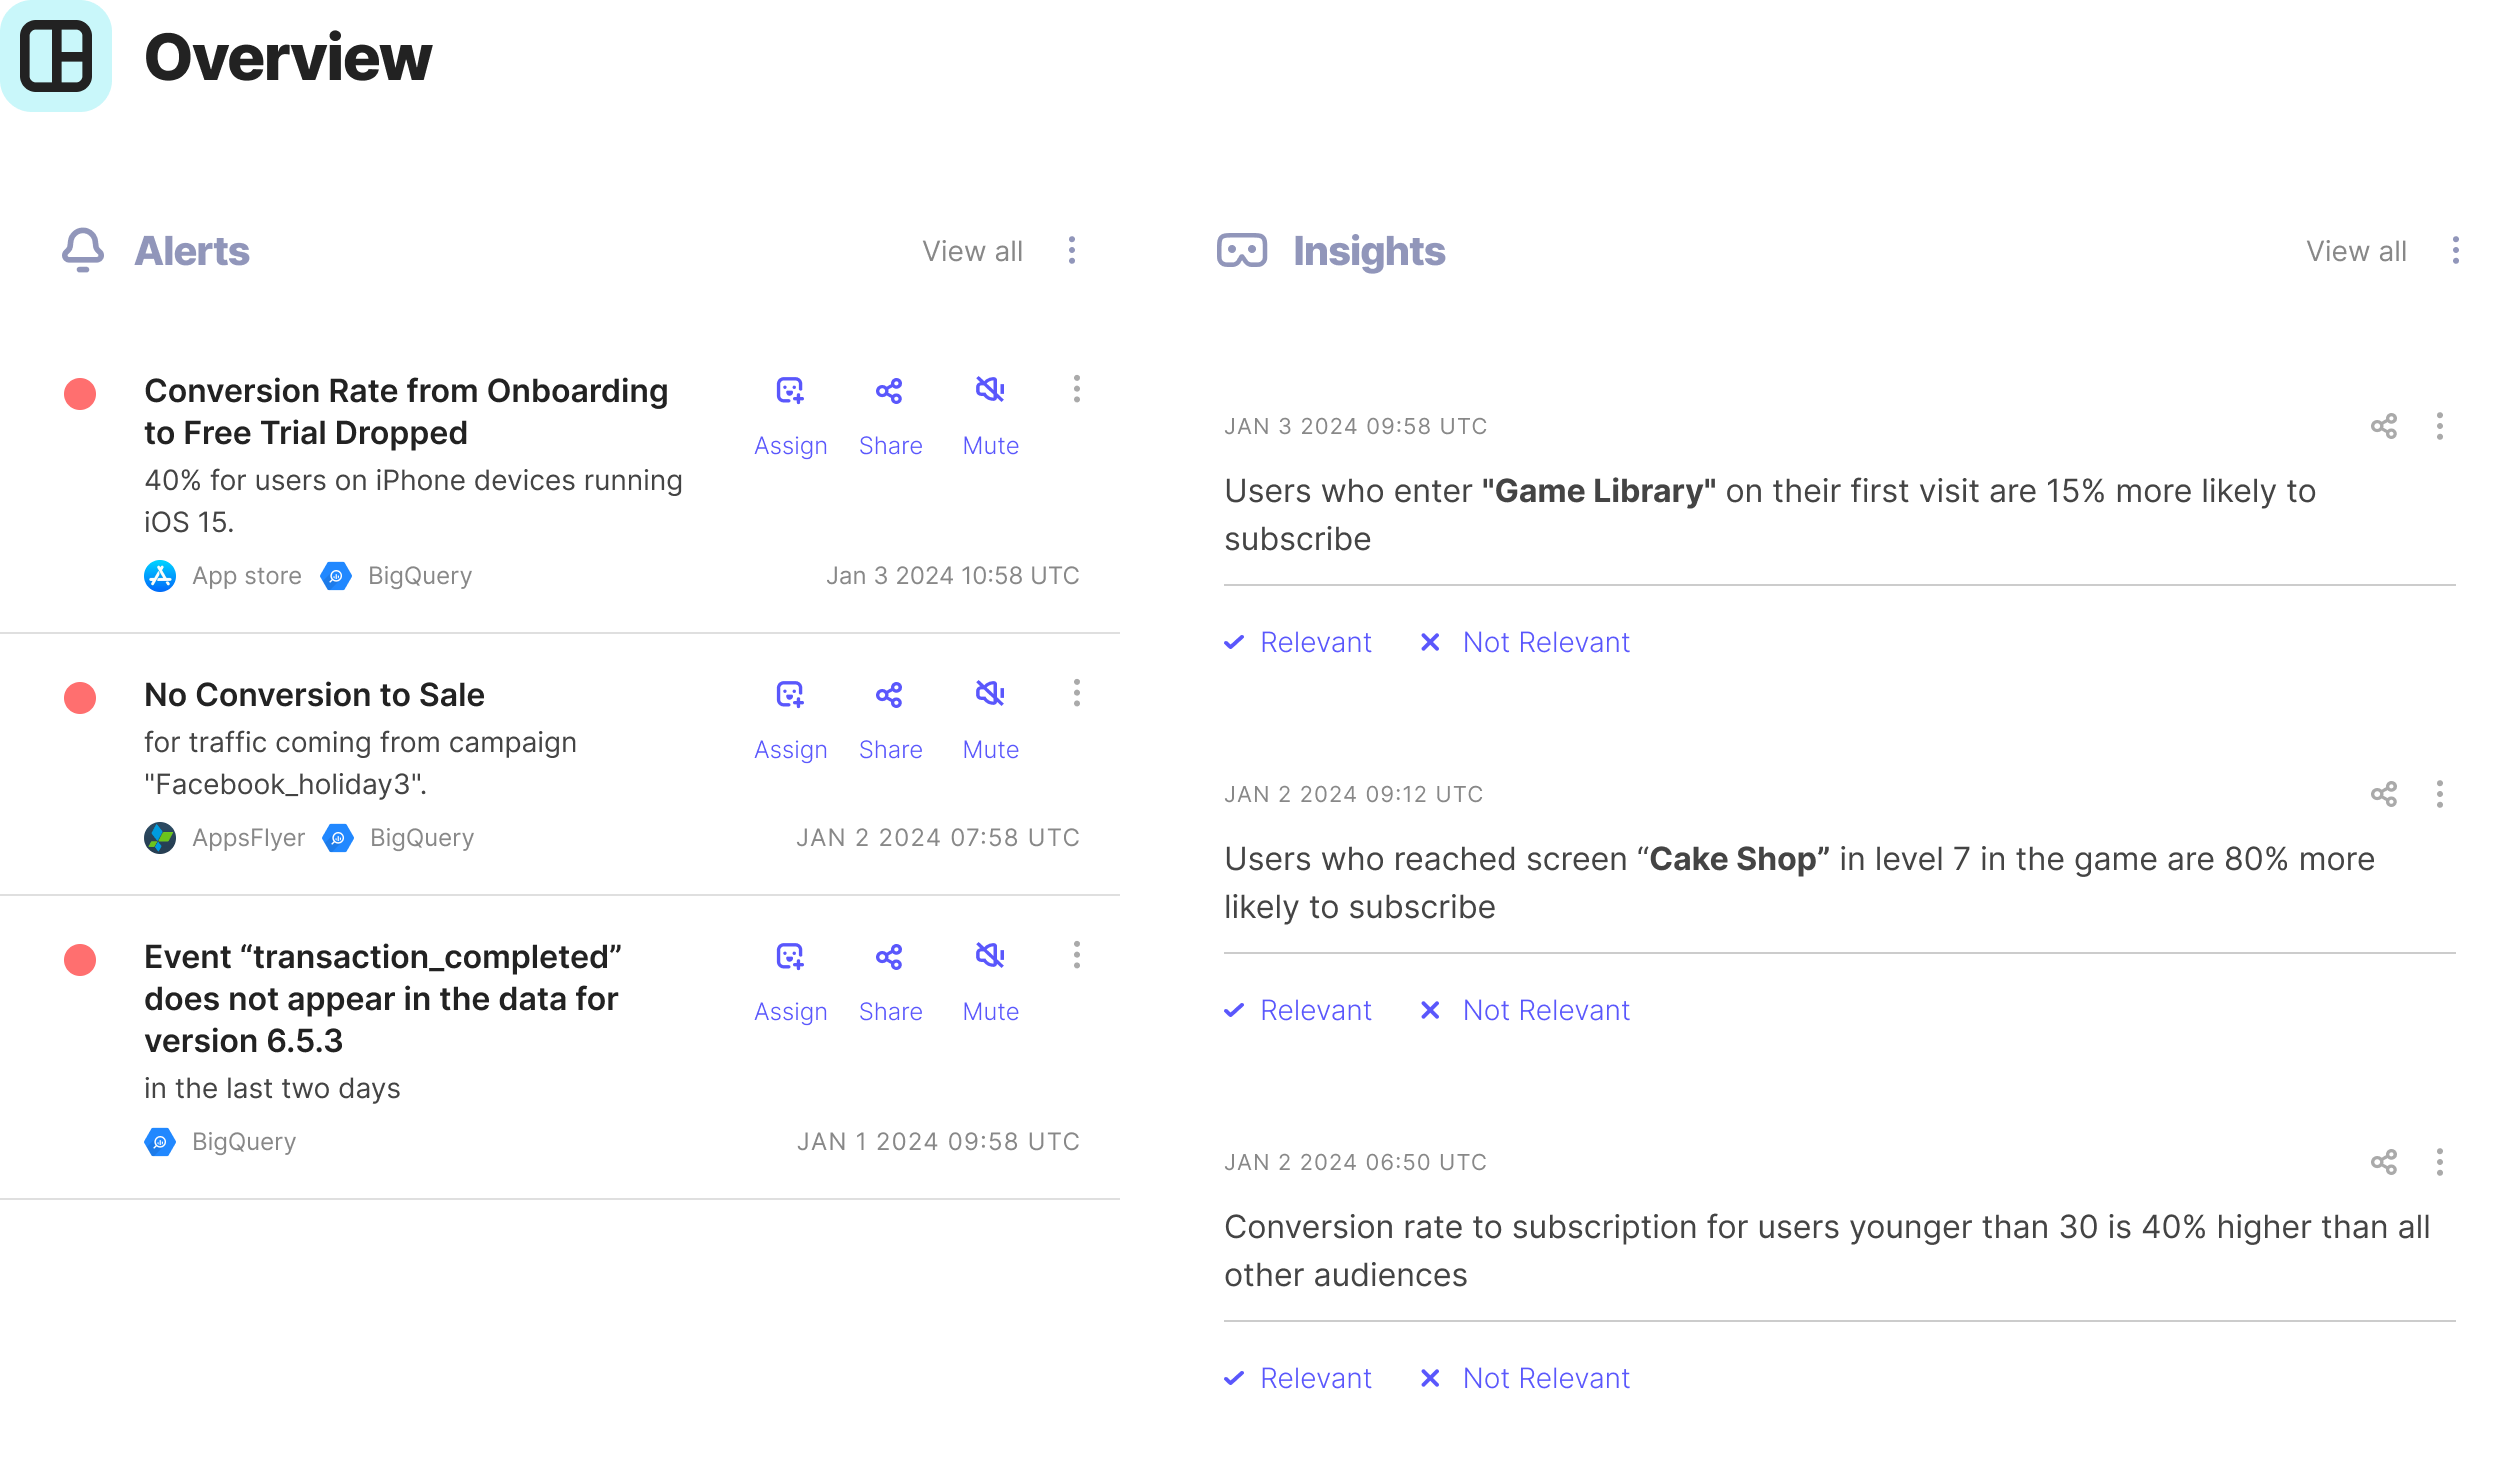 Overview
Alerts
View all
Conversion Rate from Onboarding
to Free Trial Dropped
40% for users on iPhone devices running
iOS 15.
Assign Share Mute
App store BigQuery
Jan 3 2024 10:58 UTC
No Conversion to Sale
for traffic coming from campaign
"Facebook_holiday3".
Assign Share Mute
AppsFlyer BigQuery
JAN 2 2024 07:58 UTC
Event “transaction_completed”
does not appear in the data for
version 6.5.3
in the last two days
Assign Share Mute
BigQuery
JAN 1 2024 09:58 UTC
Insights
View all
JAN 3 2024 09:58 UTC
Users who enter "Game Library" on their first visit are 15% more likely to
subscribe
Relevant Not Relevant
JAN 2 2024 09:12 UTC
Users who reached screen “Cake Shop” in level 7 in the game are 80% more
likely to subscribe
Relevant Not Relevant
JAN 2 2024 06:50 UTC
Conversion rate to subscription for users younger than 30 is 40% higher than all
other audiences
Relevant Not Relevant